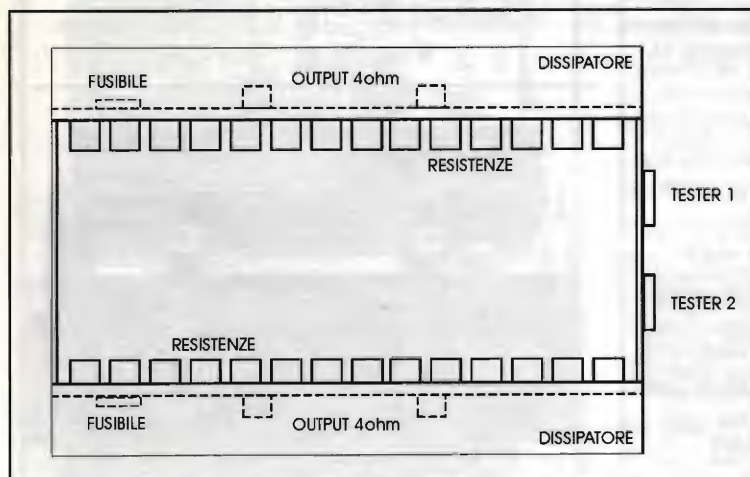 DISSIPATORE
FUSIBILE
OUTPUT 4ohm
RESISTENZE
TESTER 1
TESTER 2
RESISTENZE
FUSIBILE
OUTPUT 4ohm
DISSIPATORE